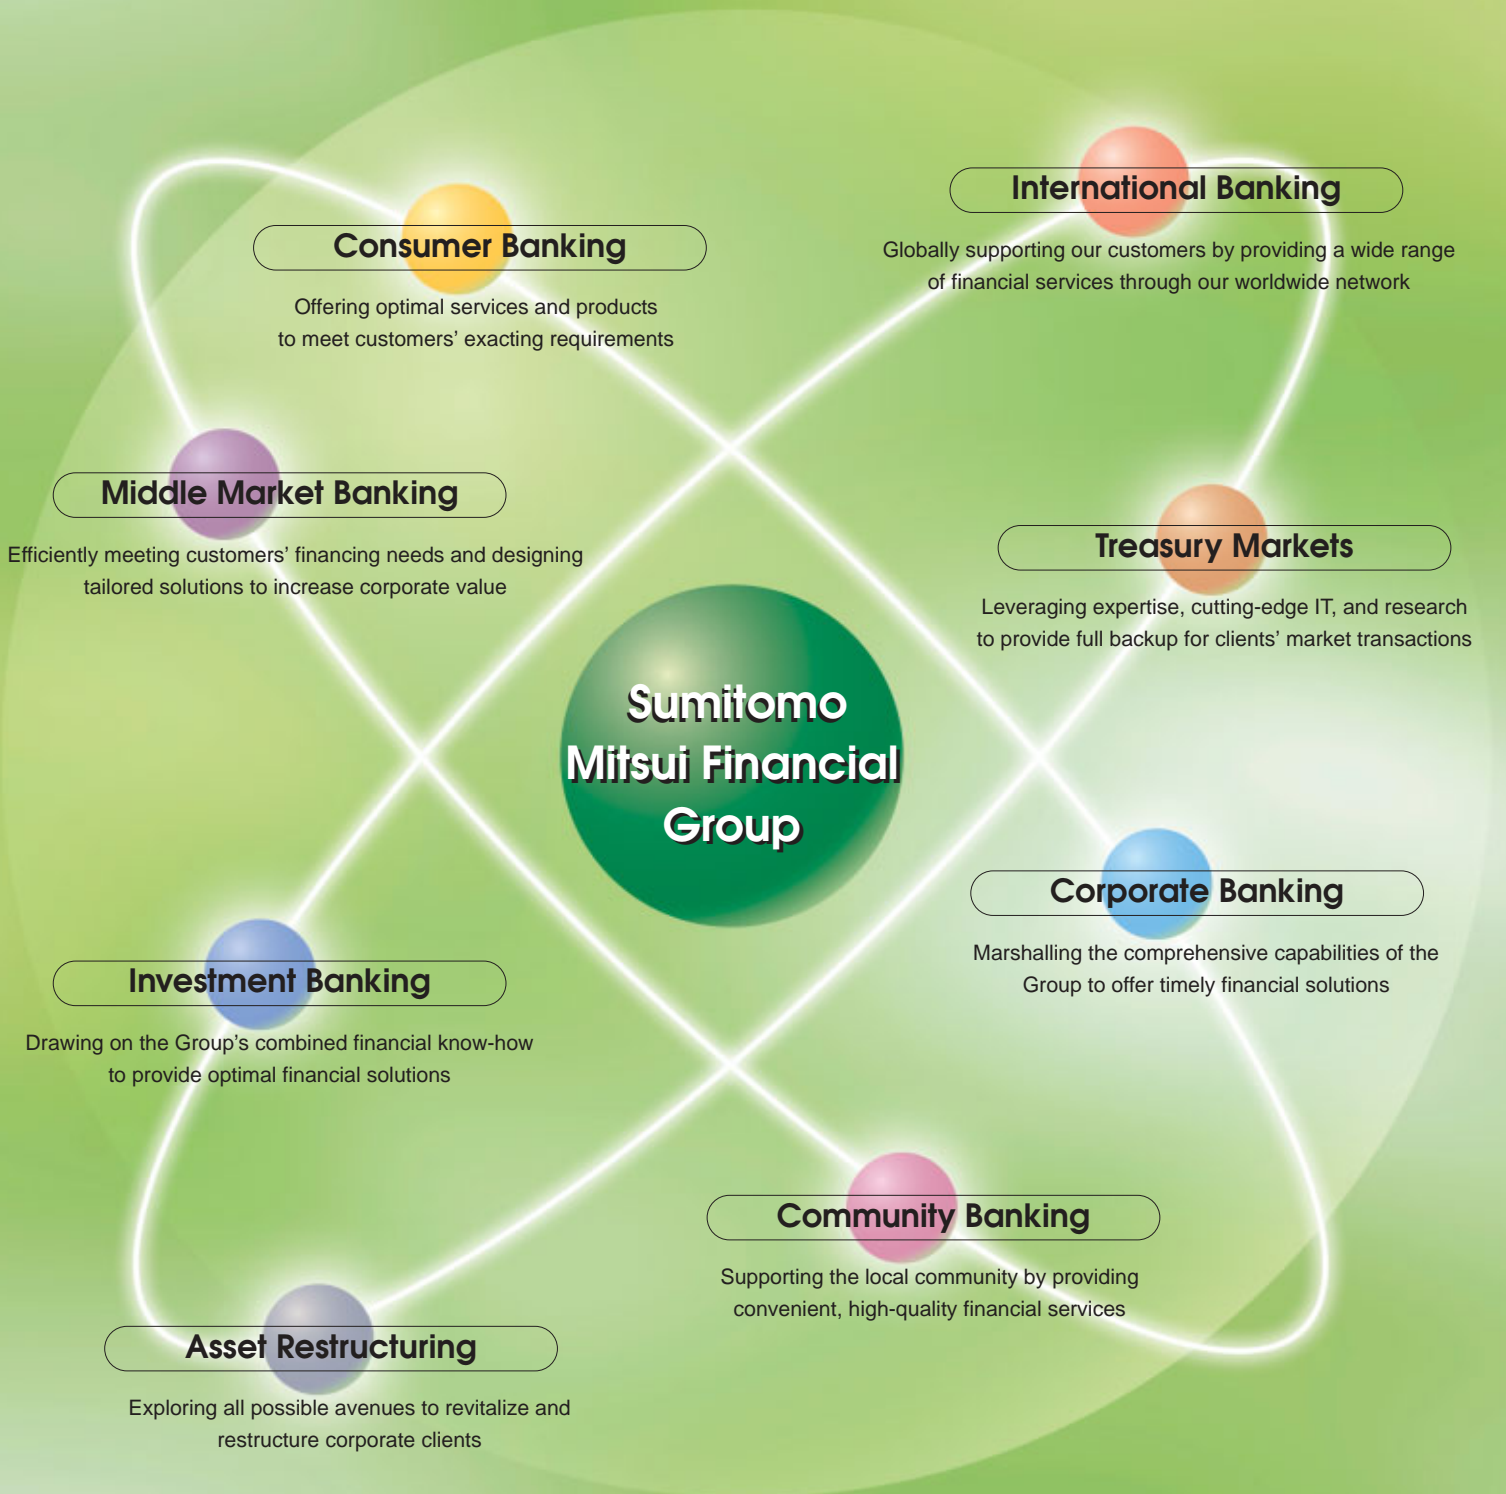 International Banking
Globally supporting our customers by providing a wide range
of financial services through our worldwide network
Consumer Banking
Offering optimal services and products
to meet customers’ exacting requirements
Middle Market Banking
Efficiently meeting customers’ financing needs and designing
tailored solutions to increase corporate value
Treasury Markets
Leveraging expertise, cutting-edge IT, and research
to provide full backup for clients’ market transactions
Sumitomo
Mitsui Financial
Group
Corporate Banking
Marshalling the comprehensive capabilities of the
Group to offer timely financial solutions
Investment Banking
Drawing on the Group’s combined financial know-how
to provide optimal financial solutions
Community Banking
Supporting the local community by providing
convenient, high-quality financial services
Asset Restructuring
Exploring all possible avenues to revitalize and
restructure corporate clients